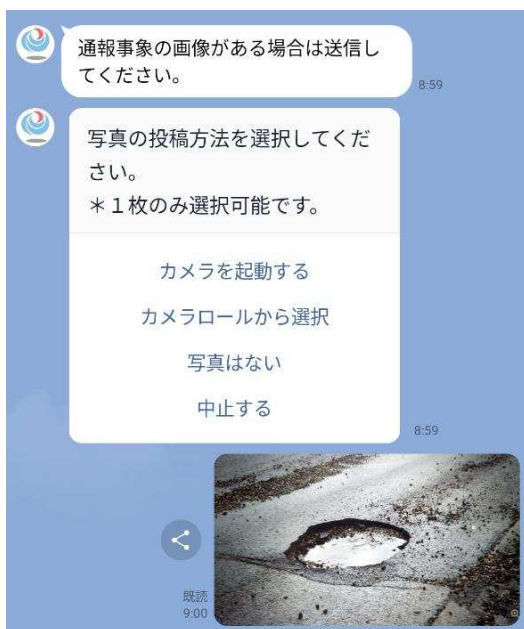 通報事象の画像がある場合は送信し
てください。
8:59
写真の投稿方法を選択してくだ
さい。
＊１枚のみ選択可能です。
カメラを起動する
カメラロールから選択
写真はない
中止する
8:59
既読
9:00